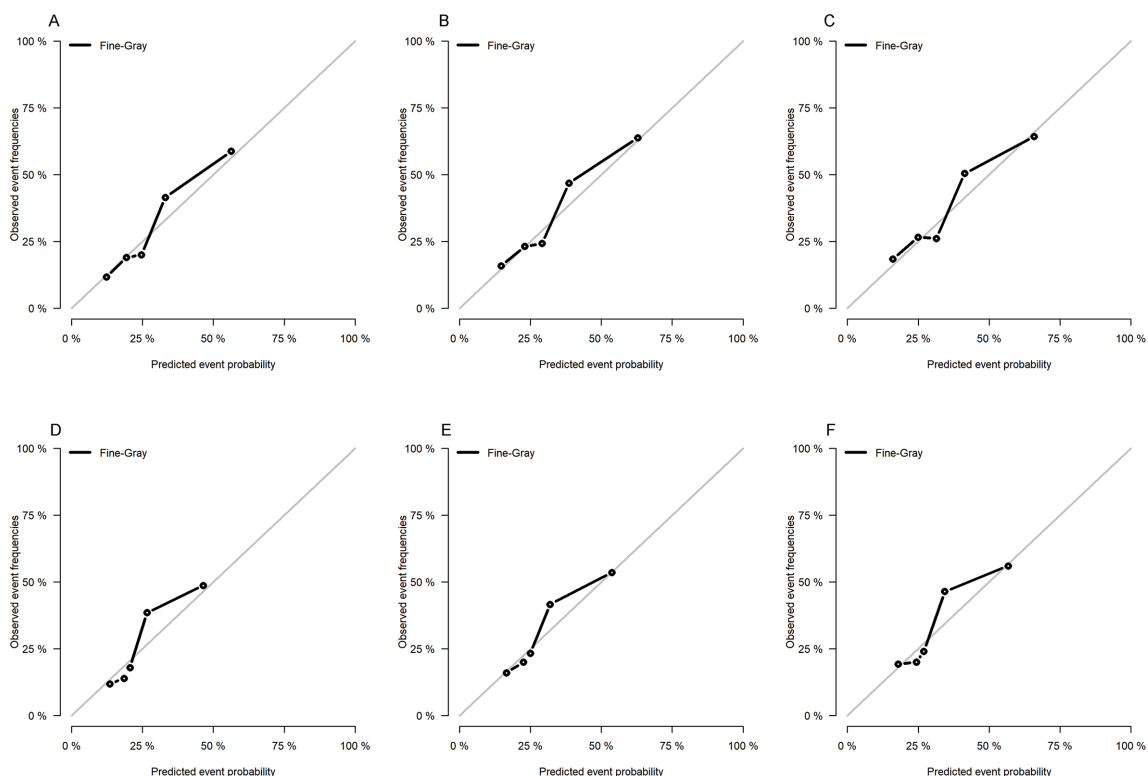 A
Fine-Gray
100 %
75 %
50 %
25 %
0 %
Observed event frequencies
0 %
25 %
50 %
75 %
100 %
Predicted event probability
B
Fine-Gray
100 %
75 %
50 %
25 %
0 %
Observed event frequencies
0 %
25 %
50 %
75 %
100 %
Predicted event probability
C
Fine-Gray
100 %
75 %
50 %
25 %
0 %
Observed event frequencies
0 %
25 %
50 %
75 %
100 %
Predicted event probability
D
Fine-Gray
100 %
75 %
50 %
25 %
0 %
Observed event frequencies
0 %
25 %
50 %
75 %
100 %
Predicted event probability
E
Fine-Gray
100 %
75 %
50 %
25 %
0 %
Observed event frequencies
0 %
25 %
50 %
75 %
100 %
Predicted event probability
F
Fine-Gray
100 %
75 %
50 %
25 %
0 %
Observed event frequencies
0 %
25 %
50 %
75 %
100 %
Predicted event probability